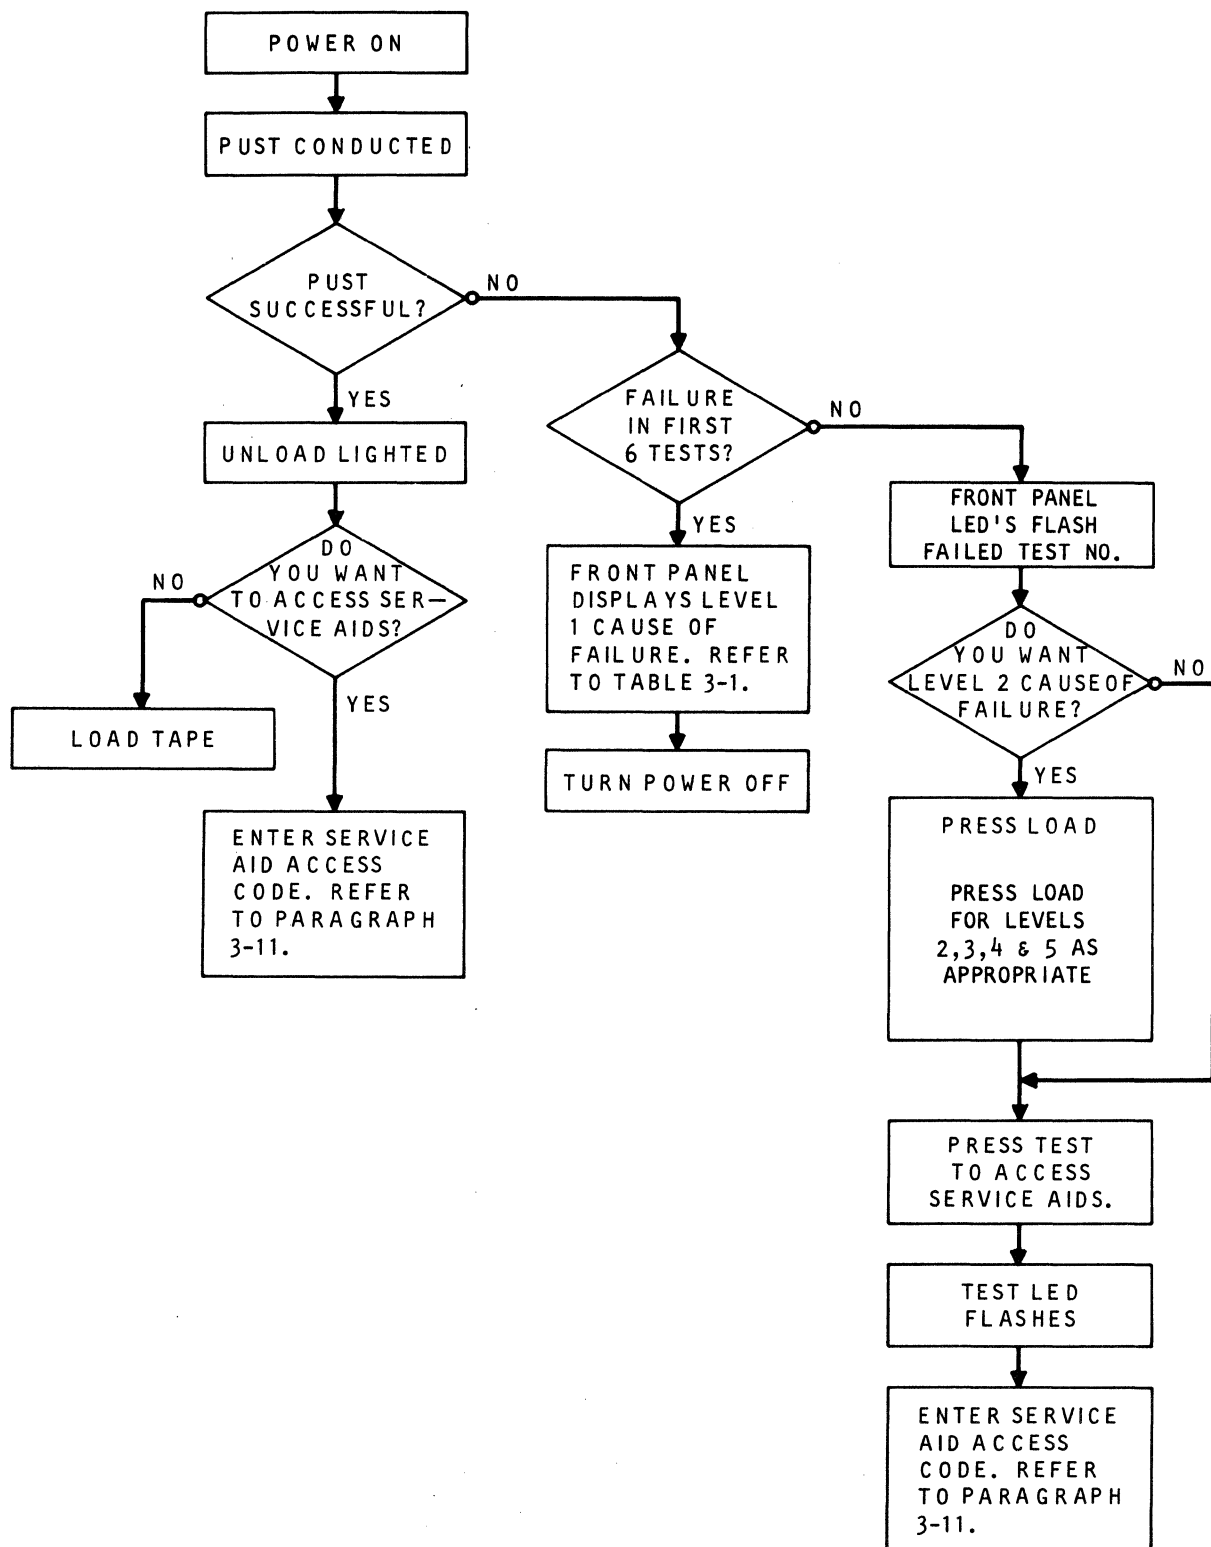 POWER ON
PUST CONDUCTED
PUST
SUCCESSFUL?
NO
YES
UNLOAD LIGHTED
DO
YOU WANT
TO ACCESS SER-
VICE AIDS?
NO
LOAD TAPE
YES
ENTER SERVICE
AID ACCESS
CODE. REFER
TO PARAGRAPH
3-11.
FAILURE
IN FIRST
6 TESTS?
NO
YES
FRONT PANEL
DISPLAYS LEVEL
1 CAUSE OF
FAILURE. REFER
TO TABLE 3-1.
TURN POWER OFF
FRONT PANEL
LED'S FLASH
FAILED TEST NO.
DO
YOU WANT
LEVEL 2 CAUSEOF
FAILURE?
NO
YES
PRESS LOAD
PRESS LOAD
FOR LEVELS
2,3,4 & 5 AS
APPROPRIATE
PRESS TEST
TO ACCESS
SERVICE AIDS.
TEST LED
FLASHES
ENTER SERVICE
AID ACCESS
CODE. REFER
TO PARAGRAPH
3-11.